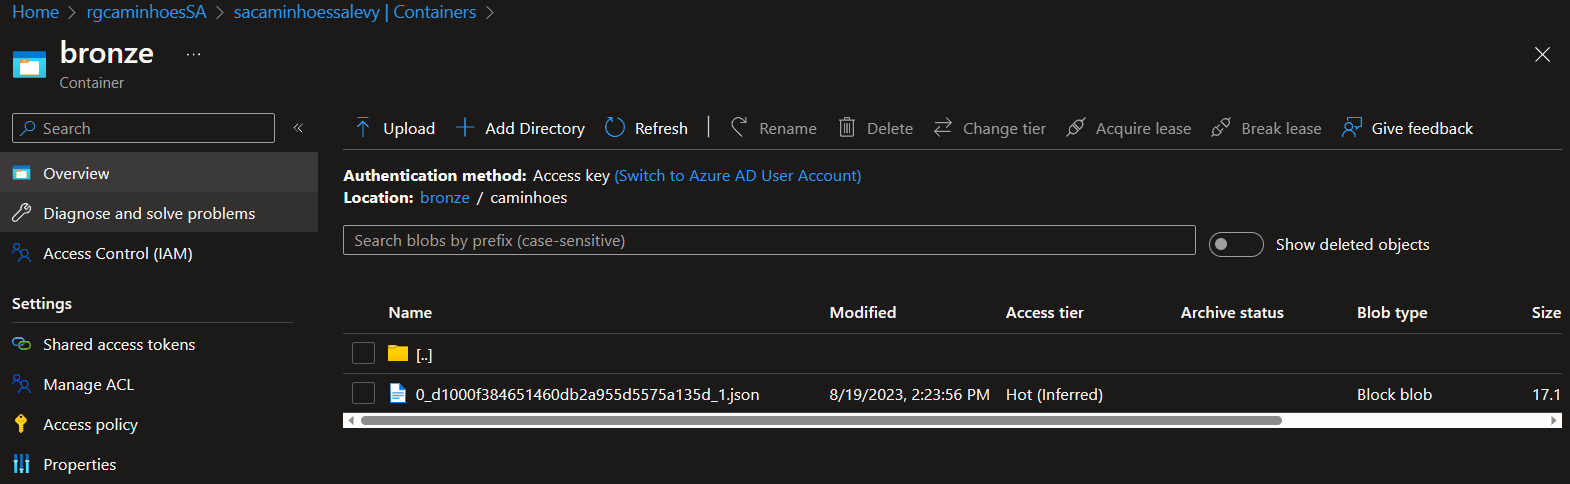 Home > rgcaminhoesSA > sacaminhoessalevy | Containers >
bronze ...
Container
Search «
Overview
Diagnose and solve problems
Access Control (IAM)
Settings
Shared access tokens
Manage ACL
Access policy
Properties
Upload Add Directory Refresh Rename Delete Change tier Acquire lease Break lease Give feedback
Authentication method: Access key (Switch to Azure AD User Account)
Location: bronze / caminhoes
Search blobs by prefix (case-sensitive) Show deleted objects
Name Modified Access tier Archive status Blob type Size
[..]
0_d1000f384651460db2a955d5575a135d_1.json 8/19/2023, 2:23:56 PM Hot (Inferred) Block blob 17.1